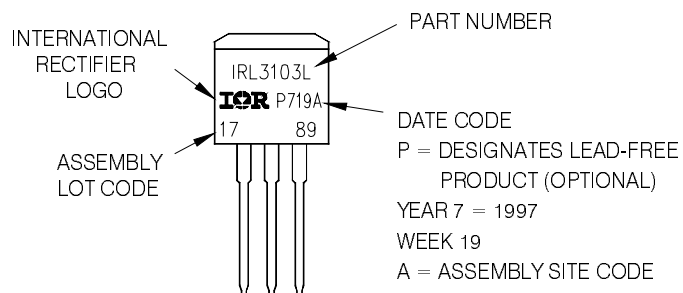 INTERNATIONAL
RECTIFIER
LOGO
ASSEMBLY
LOT CODE
IRL3103L
IOR P719A
17 89
PART NUMBER
DATE CODE
P = DESIGNATES LEAD-FREE
PRODUCT (OPTIONAL)
YEAR 7 = 1997
WEEK 19
A = ASSEMBLY SITE CODE